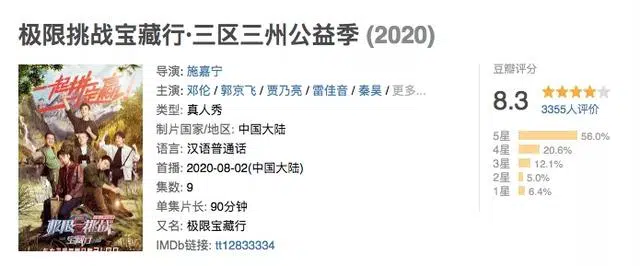 极限挑战宝藏行·三区三州公益季 (2020)
导演: 施嘉宁
主演: 邓伦 / 郭京飞 / 贾乃亮 / 雷佳音 / 秦昊 / 更多...
类型: 真人秀
制片国家/地区: 中国大陆
语言: 汉语普通话
首播: 2020-08-02(中国大陆)
集数: 9
单集片长: 90分钟
又名: 极限宝藏行
IMDb链接: tt12833334
豆瓣评分
8.3
3355人评价
5星 56.0%
4星 20.6%
3星 12.1%
2星 5.0%
1星 6.4%
极限挑战
宝藏行